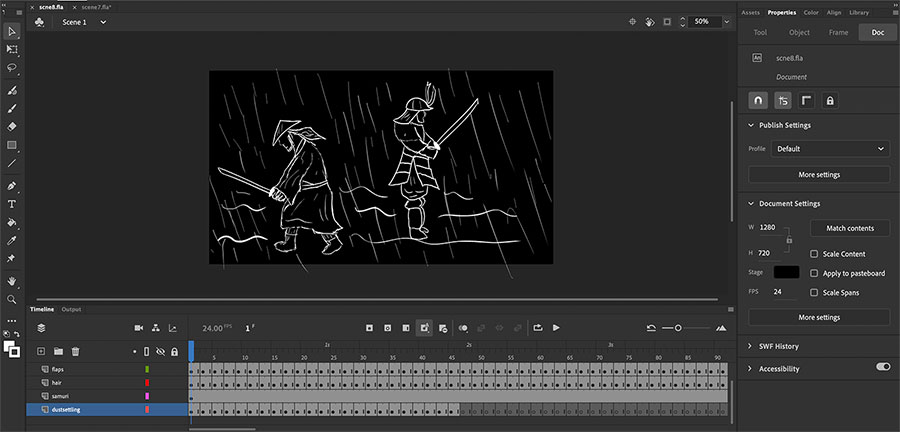 scne8.fla
scene7.fla*
Scene 1
50%
Assets
Properties
Color
Align
Library
Tool
Object
Frame
Doc
An
scne8.fla
Document
Publish Settings
Profile
Default
More settings
Document Settings
W
1280
Match contents
H
720
Scale Content
Stage
Apply to pasteboard
FPS
24
Scale Spans
More settings
SWF History
Accessibility
Timeline
Output
24.00 FPS
1 F
1s
2s
3s
5
10
15
20
25
30
35
40
45
50
55
60
65
70
75
80
85
90
flaps
hair
samuri
dustsettling